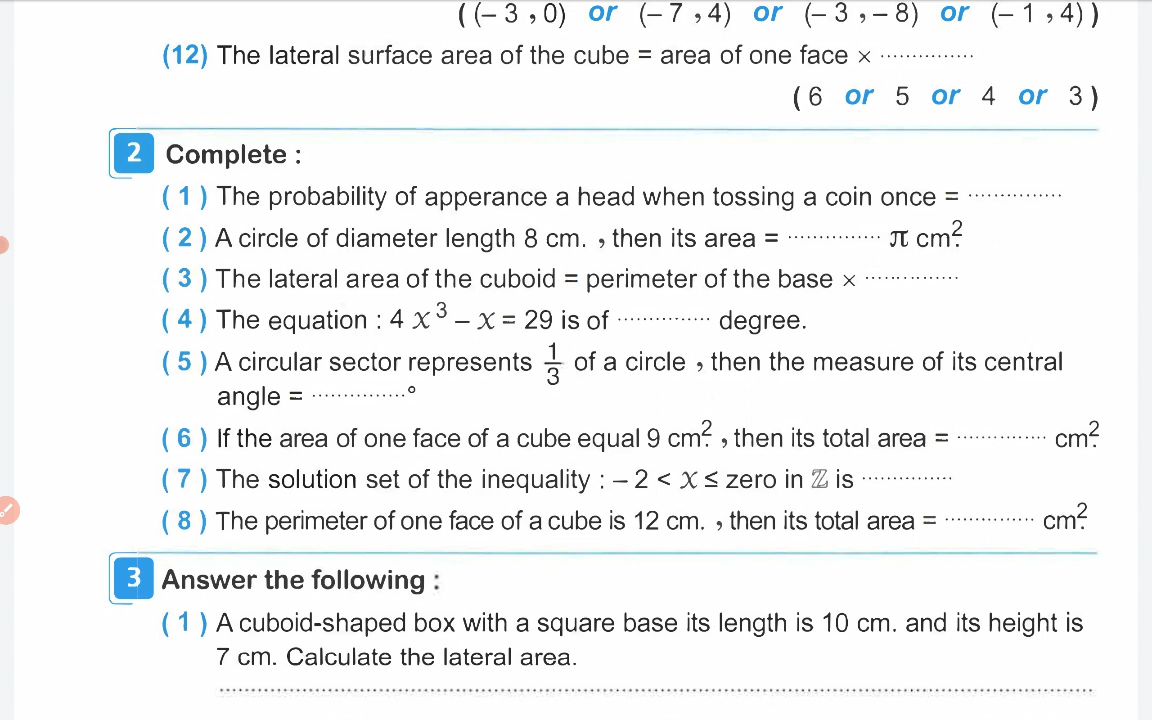 ( (– 3 , 0) or (– 7 , 4) or (– 3 , – 8) or (– 1 , 4) )
(12) The lateral surface area of the cube = area of one face × ··············
( 6 or 5 or 4 or 3 )
2 Complete :
( 1 ) The probability of apperance a head when tossing a coin once = ··············
( 2 ) A circle of diameter length 8 cm. , then its area = ·············· π cm².
( 3 ) The lateral area of the cuboid = perimeter of the base × ··············
( 4 ) The equation : 4 x³ – x = 29 is of ·············· degree.
( 5 ) A circular sector represents 1/3 of a circle , then the measure of its central
angle = ··············°
( 6 ) If the area of one face of a cube equal 9 cm². , then its total area = ·············· cm².
( 7 ) The solution set of the inequality : – 2 < x ≤ zero in ℤ is ··············
( 8 ) The perimeter of one face of a cube is 12 cm. , then its total area = ·············· cm².
3 Answer the following :
( 1 ) A cuboid-shaped box with a square base its length is 10 cm. and its height is
7 cm. Calculate the lateral area.